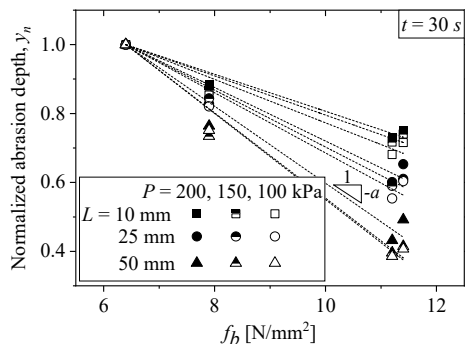 t = 30 s
Normalized abrasion depth, yₙ
1.0
0.8
0.6
0.4
P = 200, 150, 100 kPa
L = 10 mm
25 mm
50 mm
1
-a
6
8
10
12
f_b [N/mm²]